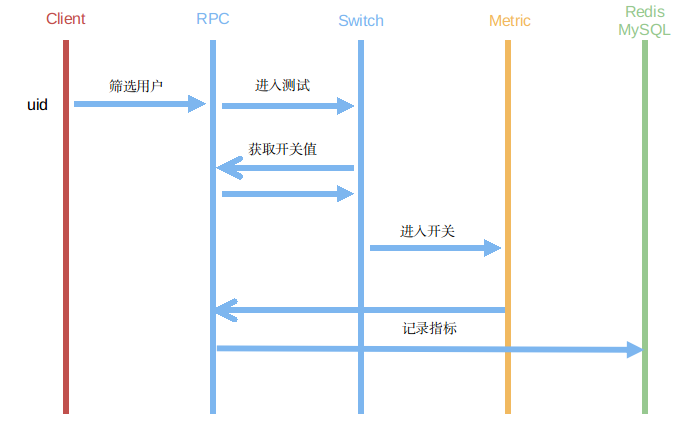 Client
RPC
Switch
Metric
Redis
MySQL
uid
筛选用户
进入测试
获取开关值
进入开关
记录指标